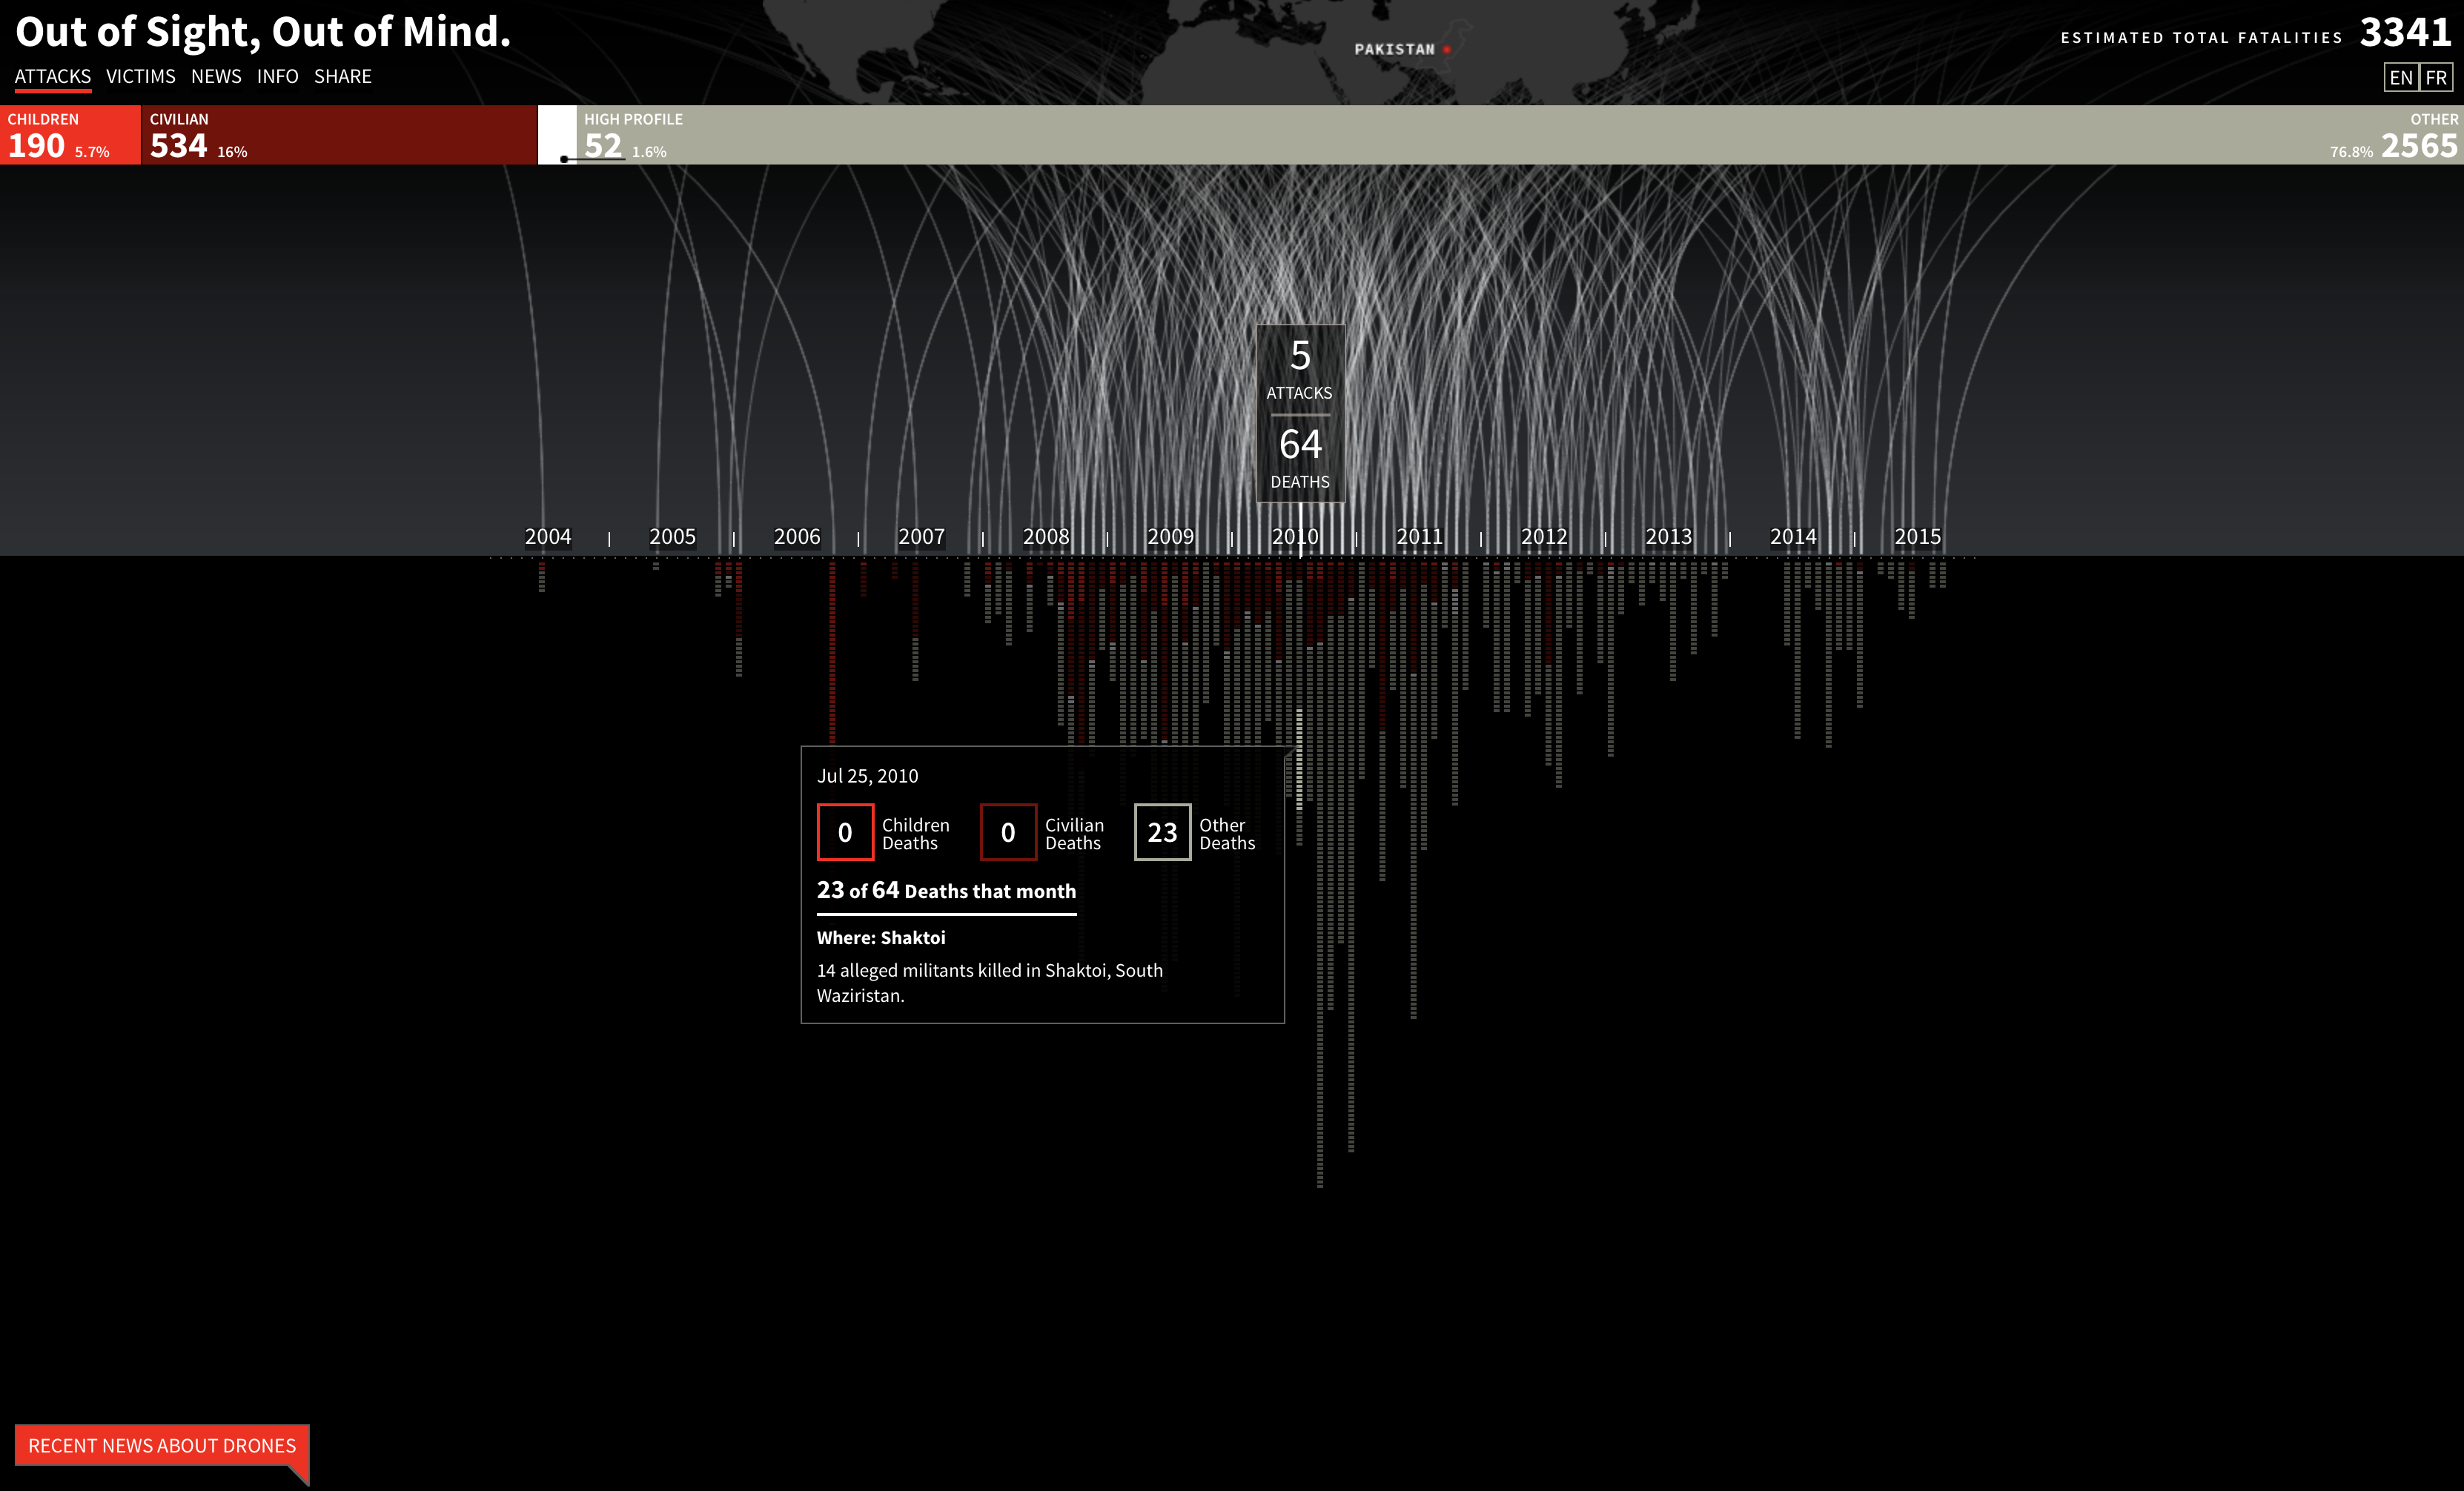 Out of Sight, Out of Mind.
PAKISTAN
ESTIMATED TOTAL FATALITIES 3341
ATTACKS VICTIMS NEWS INFO SHARE
EN FR
CHILDREN
190 5.7%
CIVILIAN
534 16%
HIGH PROFILE
52 1.6%
OTHER
76.8% 2565
5
ATTACKS
64
DEATHS
2004 2005 2006 2007 2008 2009 2010 2011 2012 2013 2014 2015
Jul 25, 2010
0 Children Deaths
0 Civilian Deaths
23 Other Deaths
23 of 64 Deaths that month
Where: Shaktoi
14 alleged militants killed in Shaktoi, South
Waziristan.
RECENT NEWS ABOUT DRONES